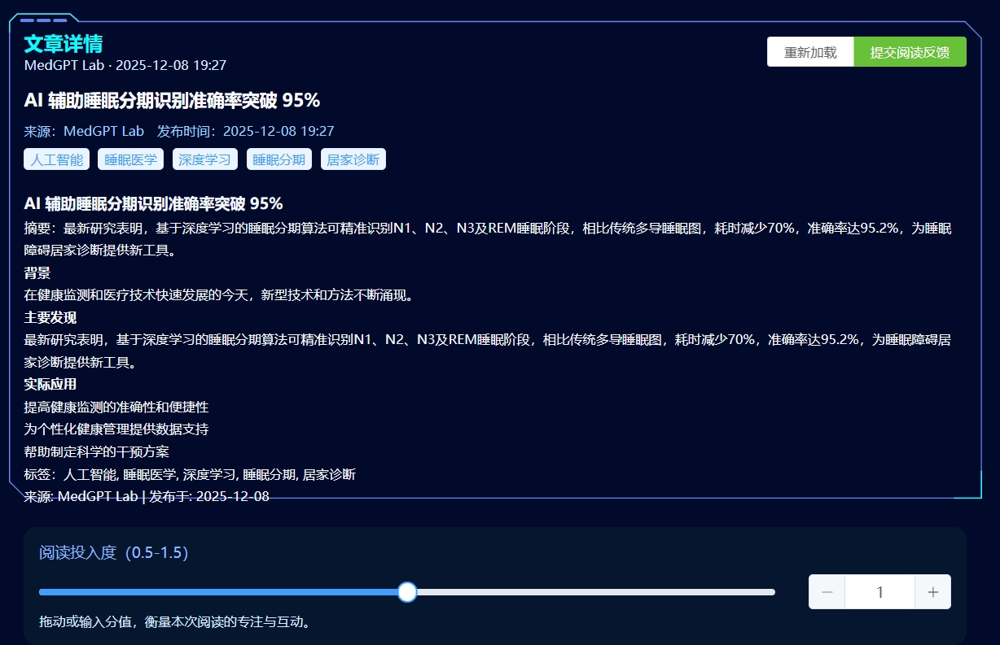 文章详情
MedGPT Lab · 2025-12-08 19:27
重新加载
提交阅读反馈
AI 辅助睡眠分期识别准确率突破 95%
来源：MedGPT Lab 发布时间：2025-12-08 19:27
人工智能 睡眠医学 深度学习 睡眠分期 居家诊断
AI 辅助睡眠分期识别准确率突破 95%
摘要：最新研究表明，基于深度学习的睡眠分期算法可精准识别N1、N2、N3及REM睡眠阶段，相比传统多导睡眠图，耗时减少70%，准确率达95.2%，为睡眠
障碍居家诊断提供新工具。
背景
在健康监测和医疗技术快速发展的今天，新型技术和方法不断涌现。
主要发现
最新研究表明，基于深度学习的睡眠分期算法可精准识别N1、N2、N3及REM睡眠阶段，相比传统多导睡眠图，耗时减少70%，准确率达95.2%，为睡眠障碍居
家诊断提供新工具。
实际应用
提高健康监测的准确性和便捷性
为个性化健康管理提供数据支持
帮助制定科学的干预方案
标签：人工智能, 睡眠医学, 深度学习, 睡眠分期, 居家诊断
来源: MedGPT Lab | 发布于: 2025-12-08
阅读投入度（0.5-1.5）
1
拖动或输入分值，衡量本次阅读的专注与互动。